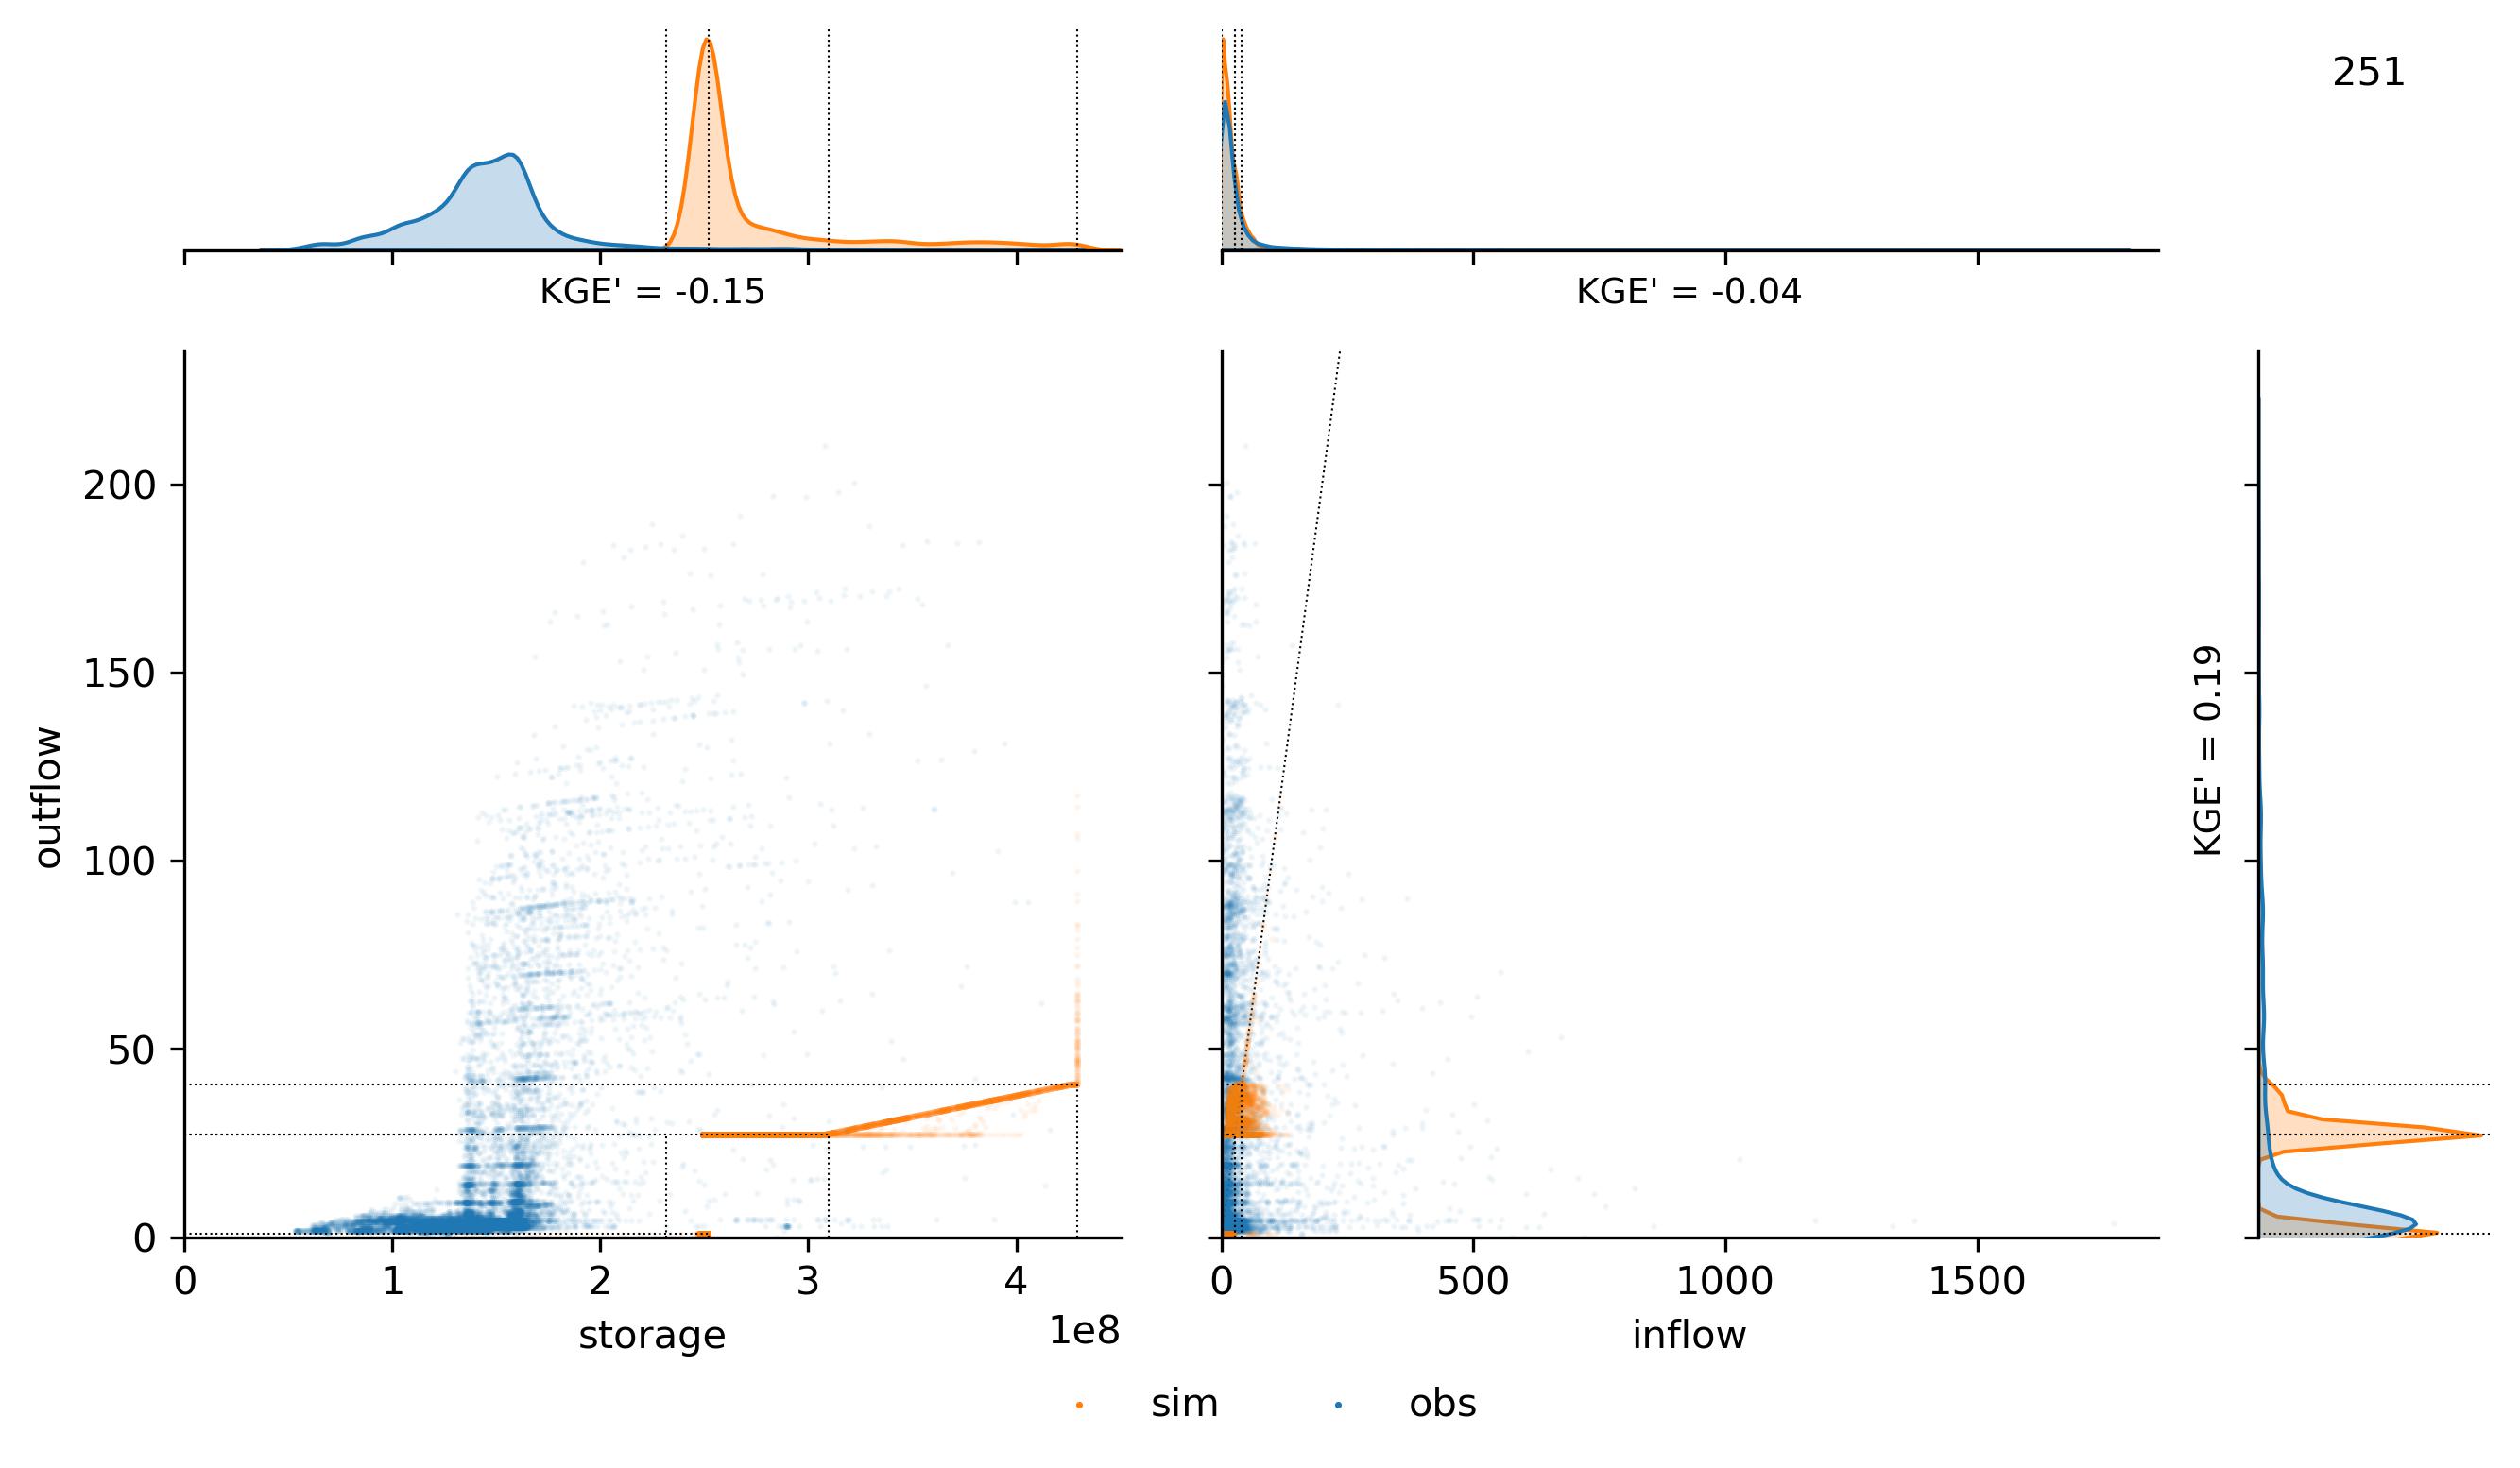 251
KGE' = -0.15
KGE' = -0.04
outflow
200
150
100
50
0
KGE' = 0.19
0 1 2 3 4
1e8
storage
0 500 1000 1500
inflow
sim obs